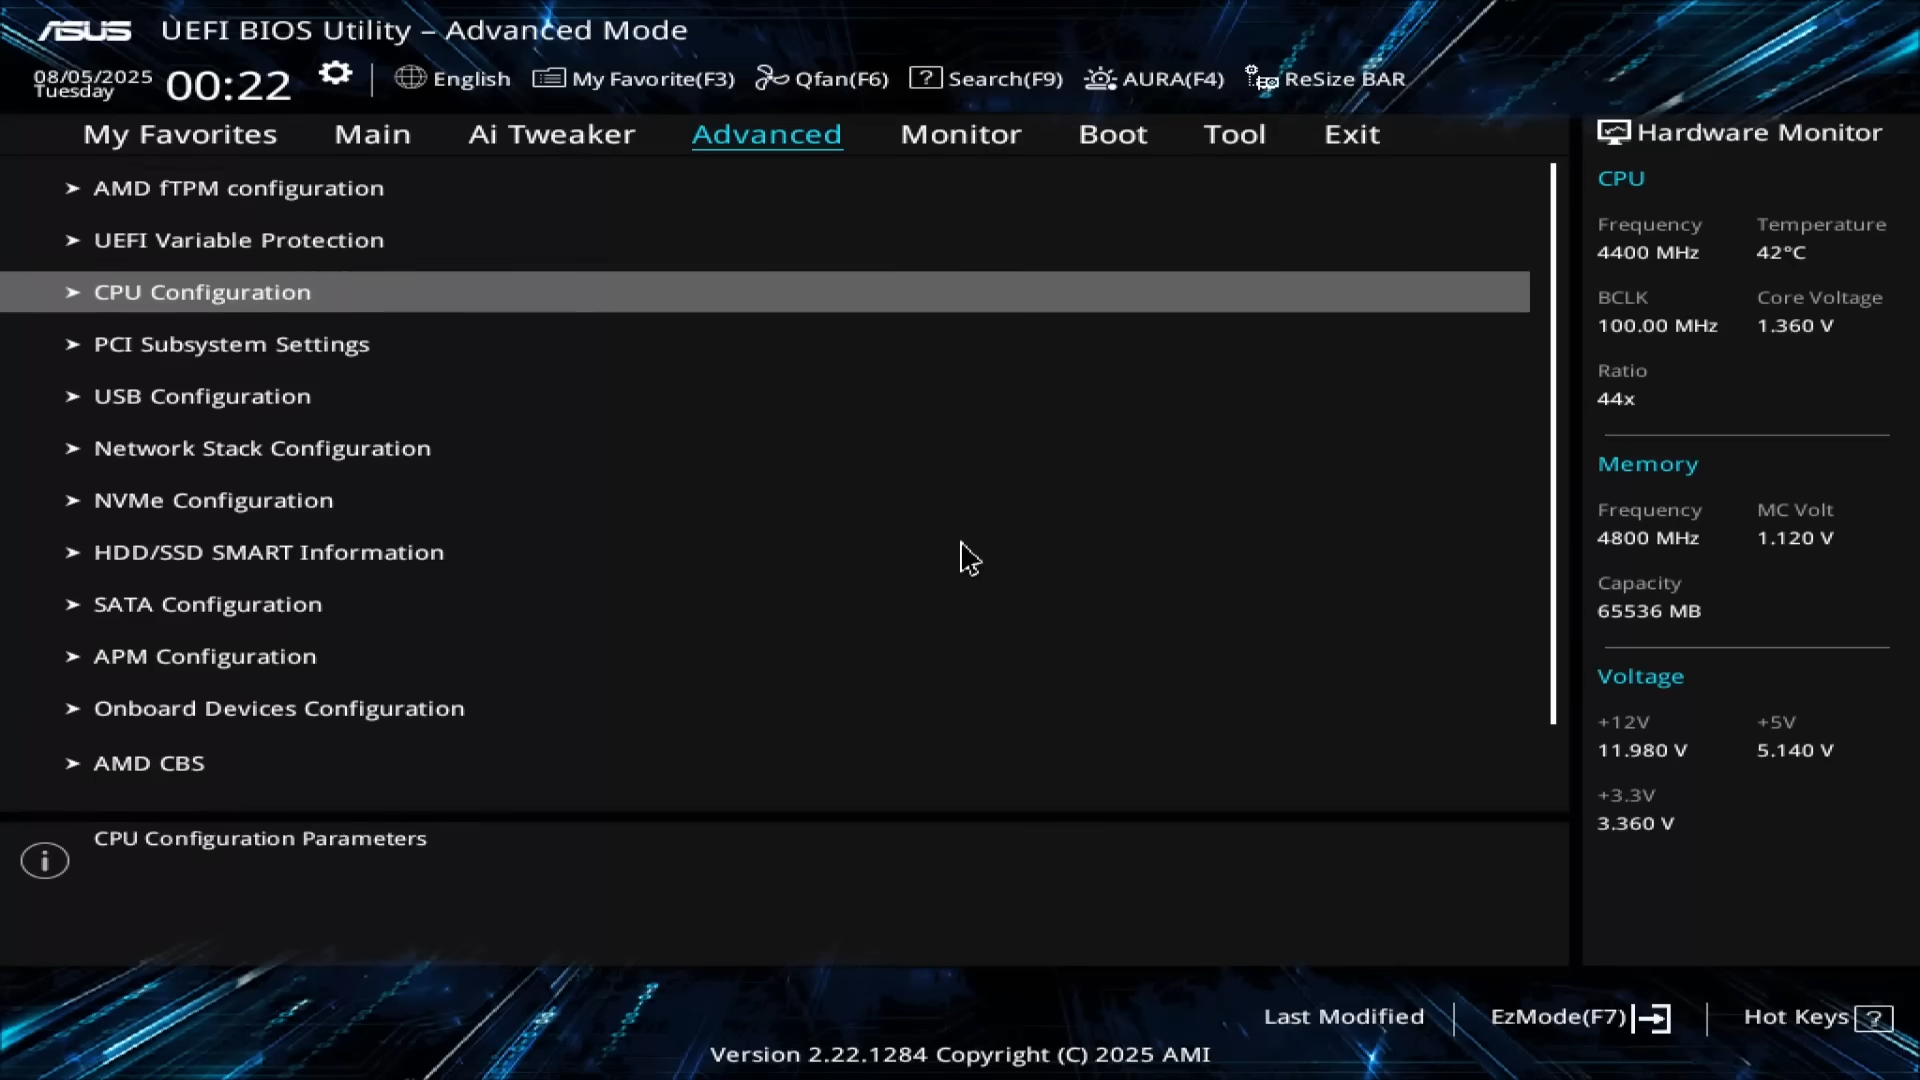 ASUS UEFI BIOS Utility – Advanced Mode
08/05/2025
Tuesday
00:22
English My Favorite(F3) Qfan(F6) ? Search(F9) AURA(F4) ReSize BAR
My Favorites Main Ai Tweaker Advanced Monitor Boot Tool Exit
AMD fTPM configuration
UEFI Variable Protection
CPU Configuration
PCI Subsystem Settings
USB Configuration
Network Stack Configuration
NVMe Configuration
HDD/SSD SMART Information
SATA Configuration
APM Configuration
Onboard Devices Configuration
AMD CBS
CPU Configuration Parameters
Hardware Monitor
CPU
Frequency Temperature
4400 MHz 42°C
BCLK Core Voltage
100.00 MHz 1.360 V
Ratio
44x
Memory
Frequency MC Volt
4800 MHz 1.120 V
Capacity
65536 MB
Voltage
+12V +5V
11.980 V 5.140 V
+3.3V
3.360 V
Last Modified EzMode(F7) Hot Keys ?
Version 2.22.1284 Copyright (C) 2025 AMI